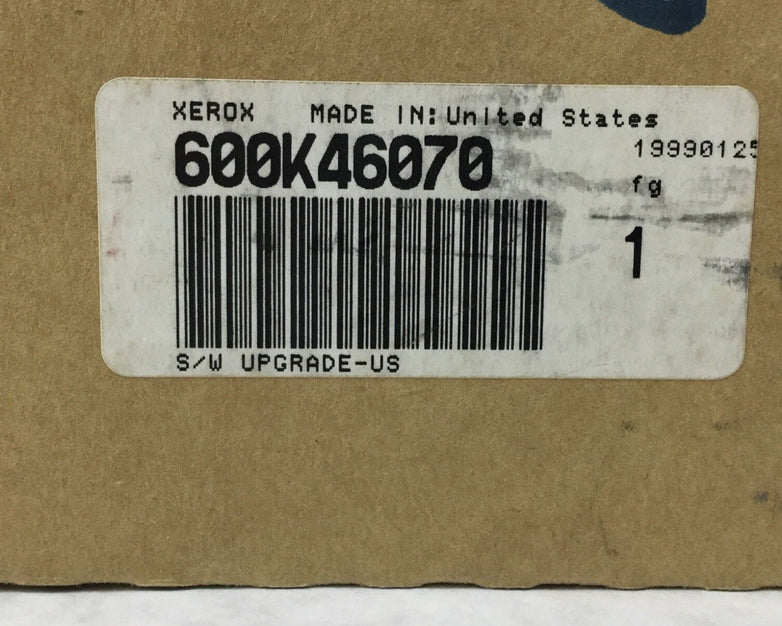 XEROX MADE IN: United States
600K46070
19990125
fg
1
S/W UPGRADE-US